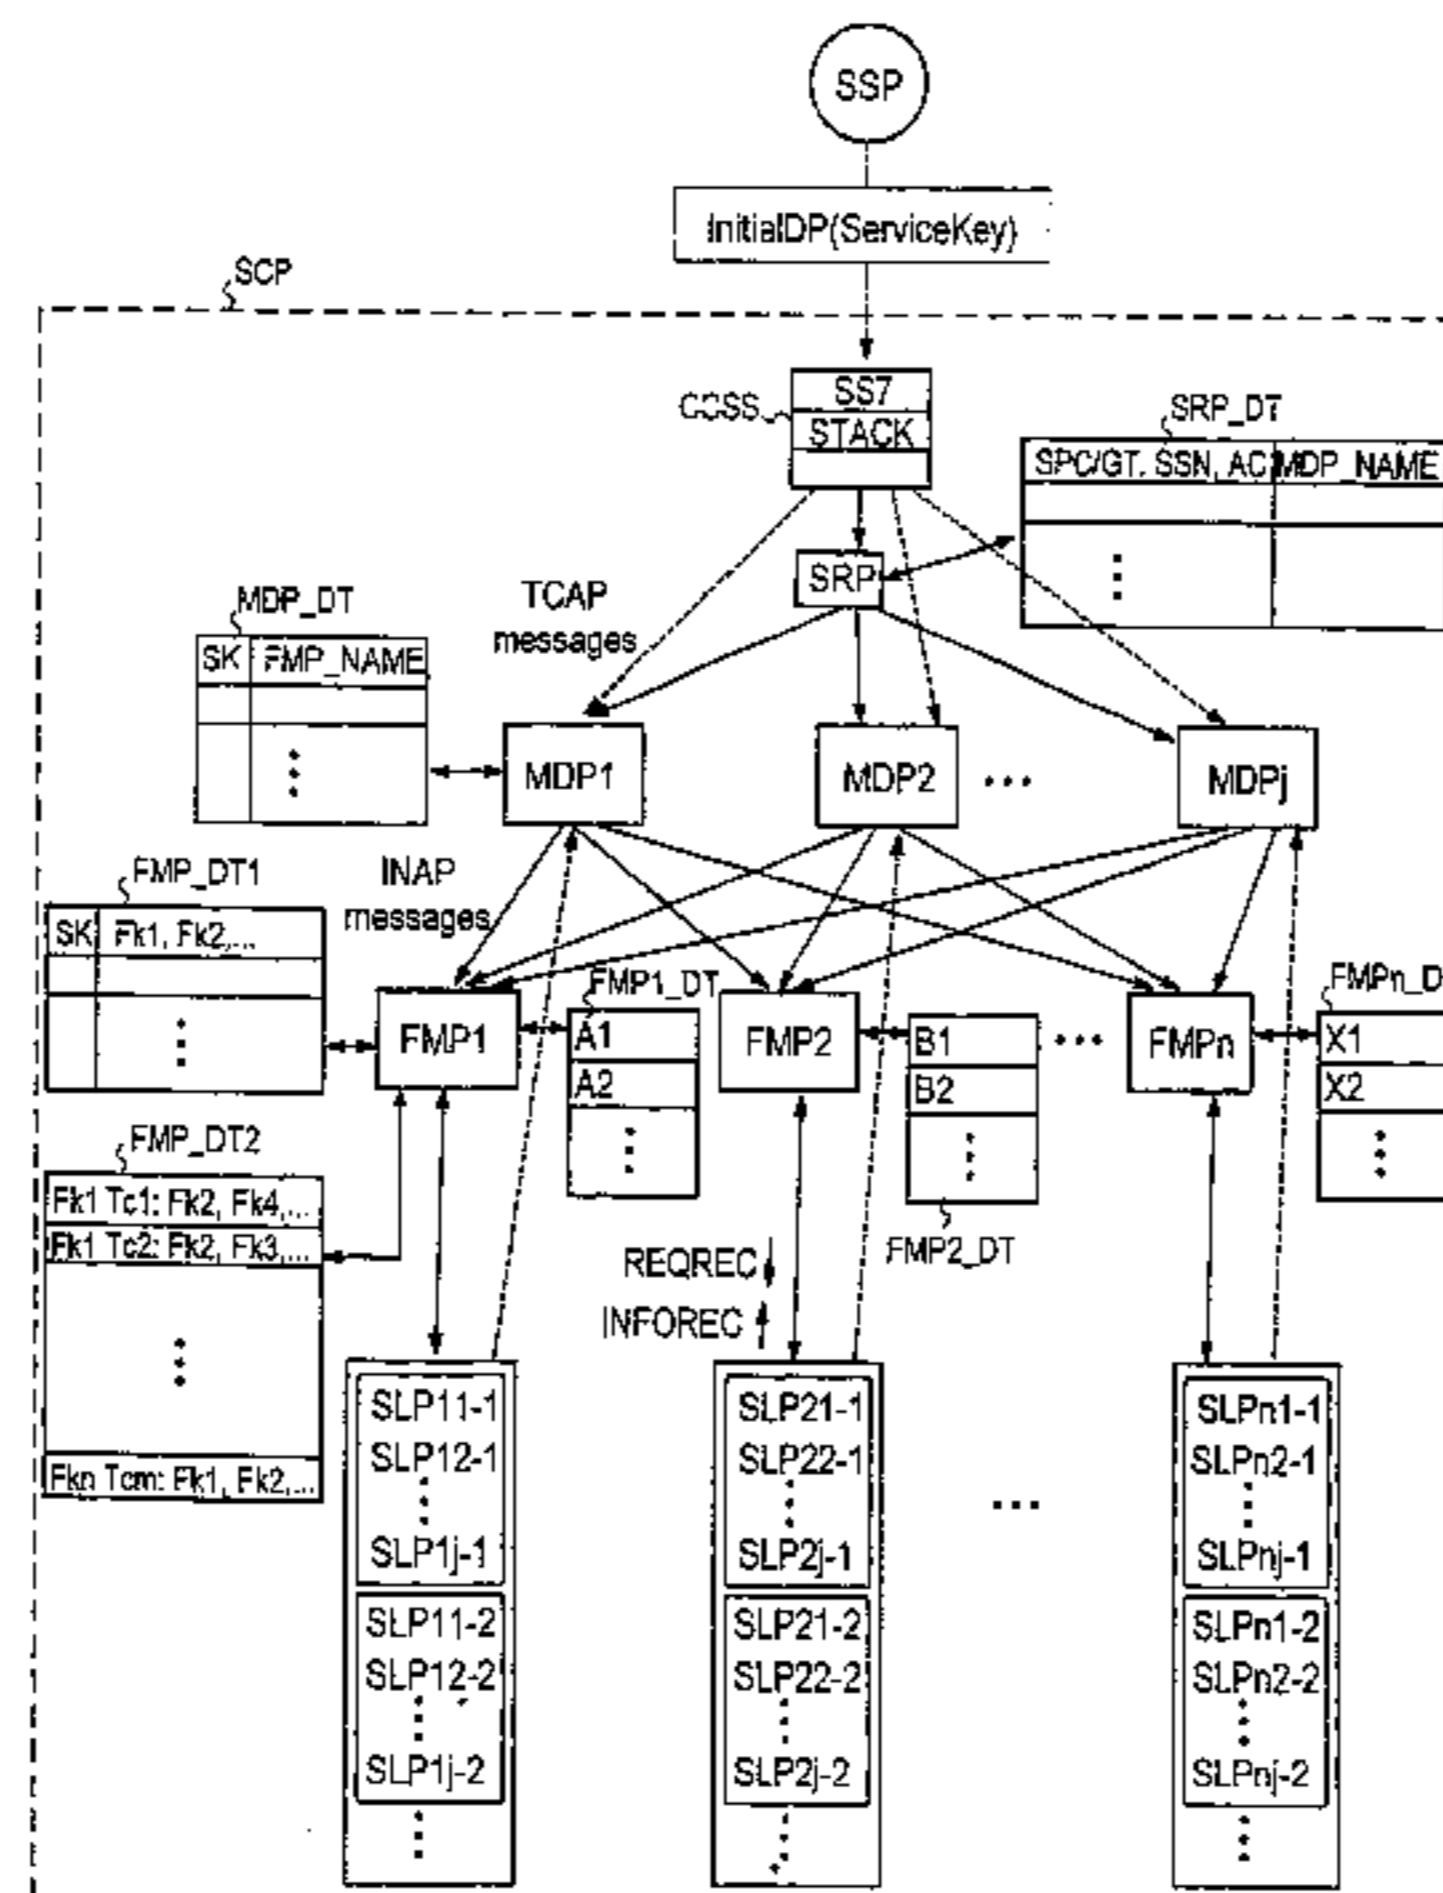 SSP
InitialDP(ServiceKey)
SCP
CCSS
SS7
STACK
SRP_DT
SPC/GT, SSN, AC MDP_NAME
SRP
TCAP
messages
MDP_DT
SK FMP_NAME
MDP1
MDP2
MDPj
INAP
messages
FMP_DT1
SK Fk1, Fk2,...
FMP1
FMP1_DT
A1
A2
FMP2
B1
B2
FMP2_DT
FMPn
FMPn_D
X1
X2
FMP_DT2
Fk1 Tc1: Fk2, Fk4,...
Fk1 Tc2: Fk2, Fk3,...
Fkn Tcm: Fk1, Fk2,...
REQREC
INFOREC
SLP11-1
SLP12-1
SLP1j-1
SLP11-2
SLP12-2
SLP1j-2
SLP21-1
SLP22-1
SLP2j-1
SLP21-2
SLP22-2
SLP2j-2
SLPn1-1
SLPn2-1
SLPnj-1
SLPn1-2
SLPn2-2
SLPnj-2